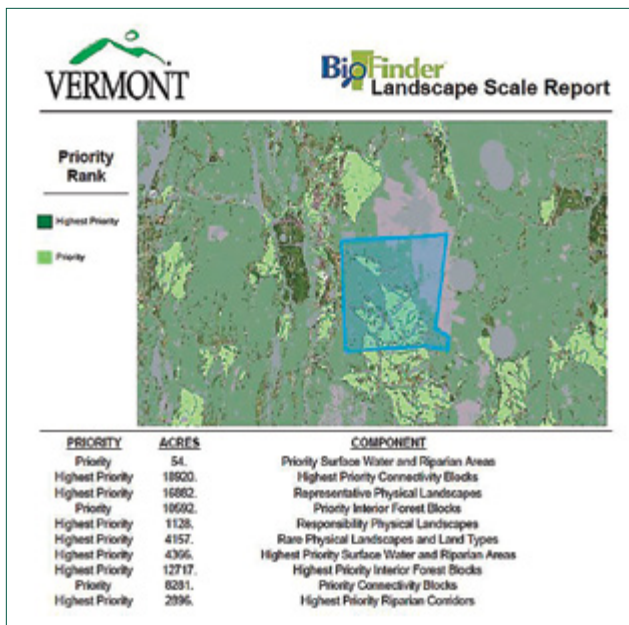 VERMONT
BioFinder
Landscape Scale Report
Priority
Rank
Highest Priority
Priority
PRIORITY ACRES COMPONENT
Priority 54. Priority Surface Water and Riparian Areas
Highest Priority 18920. Highest Priority Connectivity Blocks
Highest Priority 16882. Representative Physical Landscapes
Priority 10592. Priority Interior Forest Blocks
Highest Priority 1128. Responsibility Physical Landscapes
Highest Priority 4157. Rare Physical Landscapes and Land Types
Highest Priority 4366. Highest Priority Surface Water and Riparian Areas
Highest Priority 12717. Highest Priority Interior Forest Blocks
Priority 8281. Priority Connectivity Blocks
Highest Priority 2896. Highest Priority Riparian Corridors